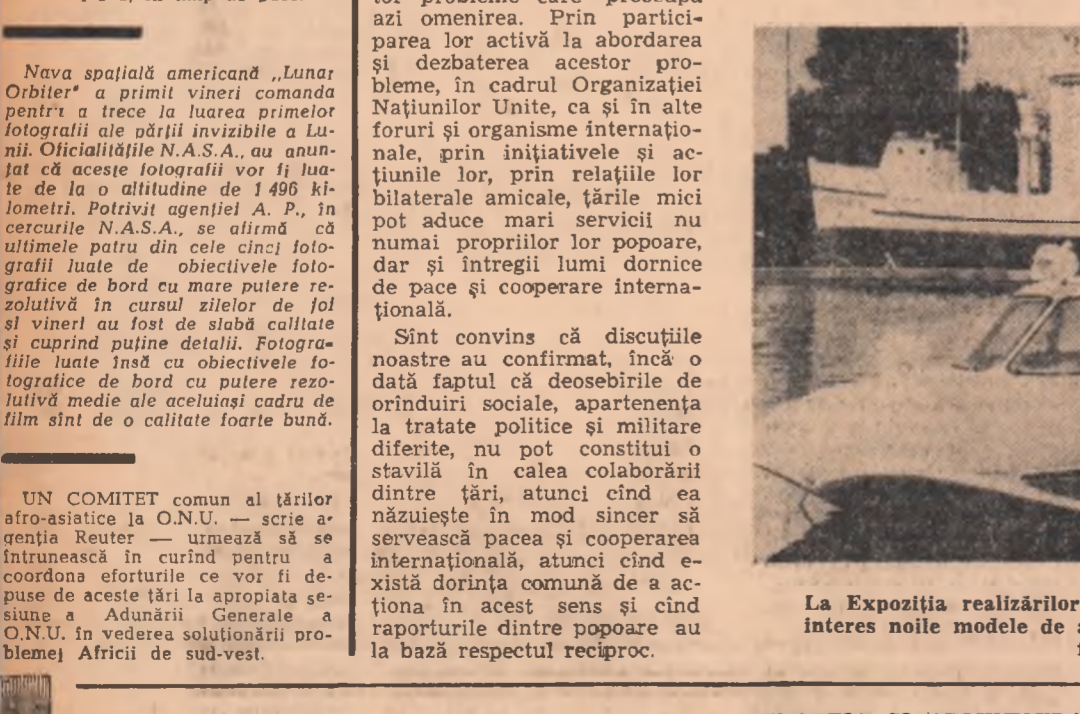 Nava spațială americană „Lunar
Orbiter" a primit vineri comanda
pentru a trece la luarea primelor
fotografii ale părții invizibile a Lu-
nii. Oficialitățile N.A.S.A., au anun-
țat că aceste fotografii vor fi lua-
te de la o altitudine de 1 496 ki-
lometri. Potrivit agenției A. P., în
cercurile N.A.S.A., se afirmă că
ultimele patru din cele cinci foto-
grafii luate de obiectivele foto-
grafice de bord cu mare putere re-
zolutivă în cursul zilelor de joi
și vineri au fost de slabă calitate
și cuprind puține detalii. Fotogra-
fiile luate însă cu obiectivele fo-
tografice de bord cu putere rezo-
lutivă medie ale aceluiași cadru de
film sînt de o calitate foarte bună.
UN COMITET comun al țărilor
afro-asiatice la O.N.U. — scrie a-
genția Reuter — urmează să se
întrunească în curînd pentru a
coordona eforturile ce vor fi de-
puse de aceste țări la apropiata se-
siune a Adunării Generale a
O.N.U. în vederea soluționării pro-
blemei Africii de sud-vest.
azi omenirea. Prin partici-
parea lor activă la abordarea
și dezbaterea acestor pro-
bleme, în cadrul Organizației
Națiunilor Unite, ca și în alte
foruri și organisme internațio-
nale, prin inițiativele și ac-
țiunile lor, prin relațiile lor
bilaterale amicale, țările mici
pot aduce mari servicii nu
numai propriilor lor popoare,
dar și întregii lumi dornice
de pace și cooperare interna-
țională.
Sînt convins că discuțiile
noastre au confirmat, încă o
dată faptul că deosebirile de
orînduiri sociale, apartenența
la tratate politice și militare
diferite, nu pot constitui o
stavilă în calea colaborării
dintre țări, atunci cînd ea
năzuiește în mod sincer să
servească pacea și cooperarea
internațională, atunci cînd e-
xistă dorința comună de a ac-
ționa în acest sens și cînd
raporturile dintre popoare au
la bază respectul reciproc.
La Expoziția realizărilor
interes noile modele de